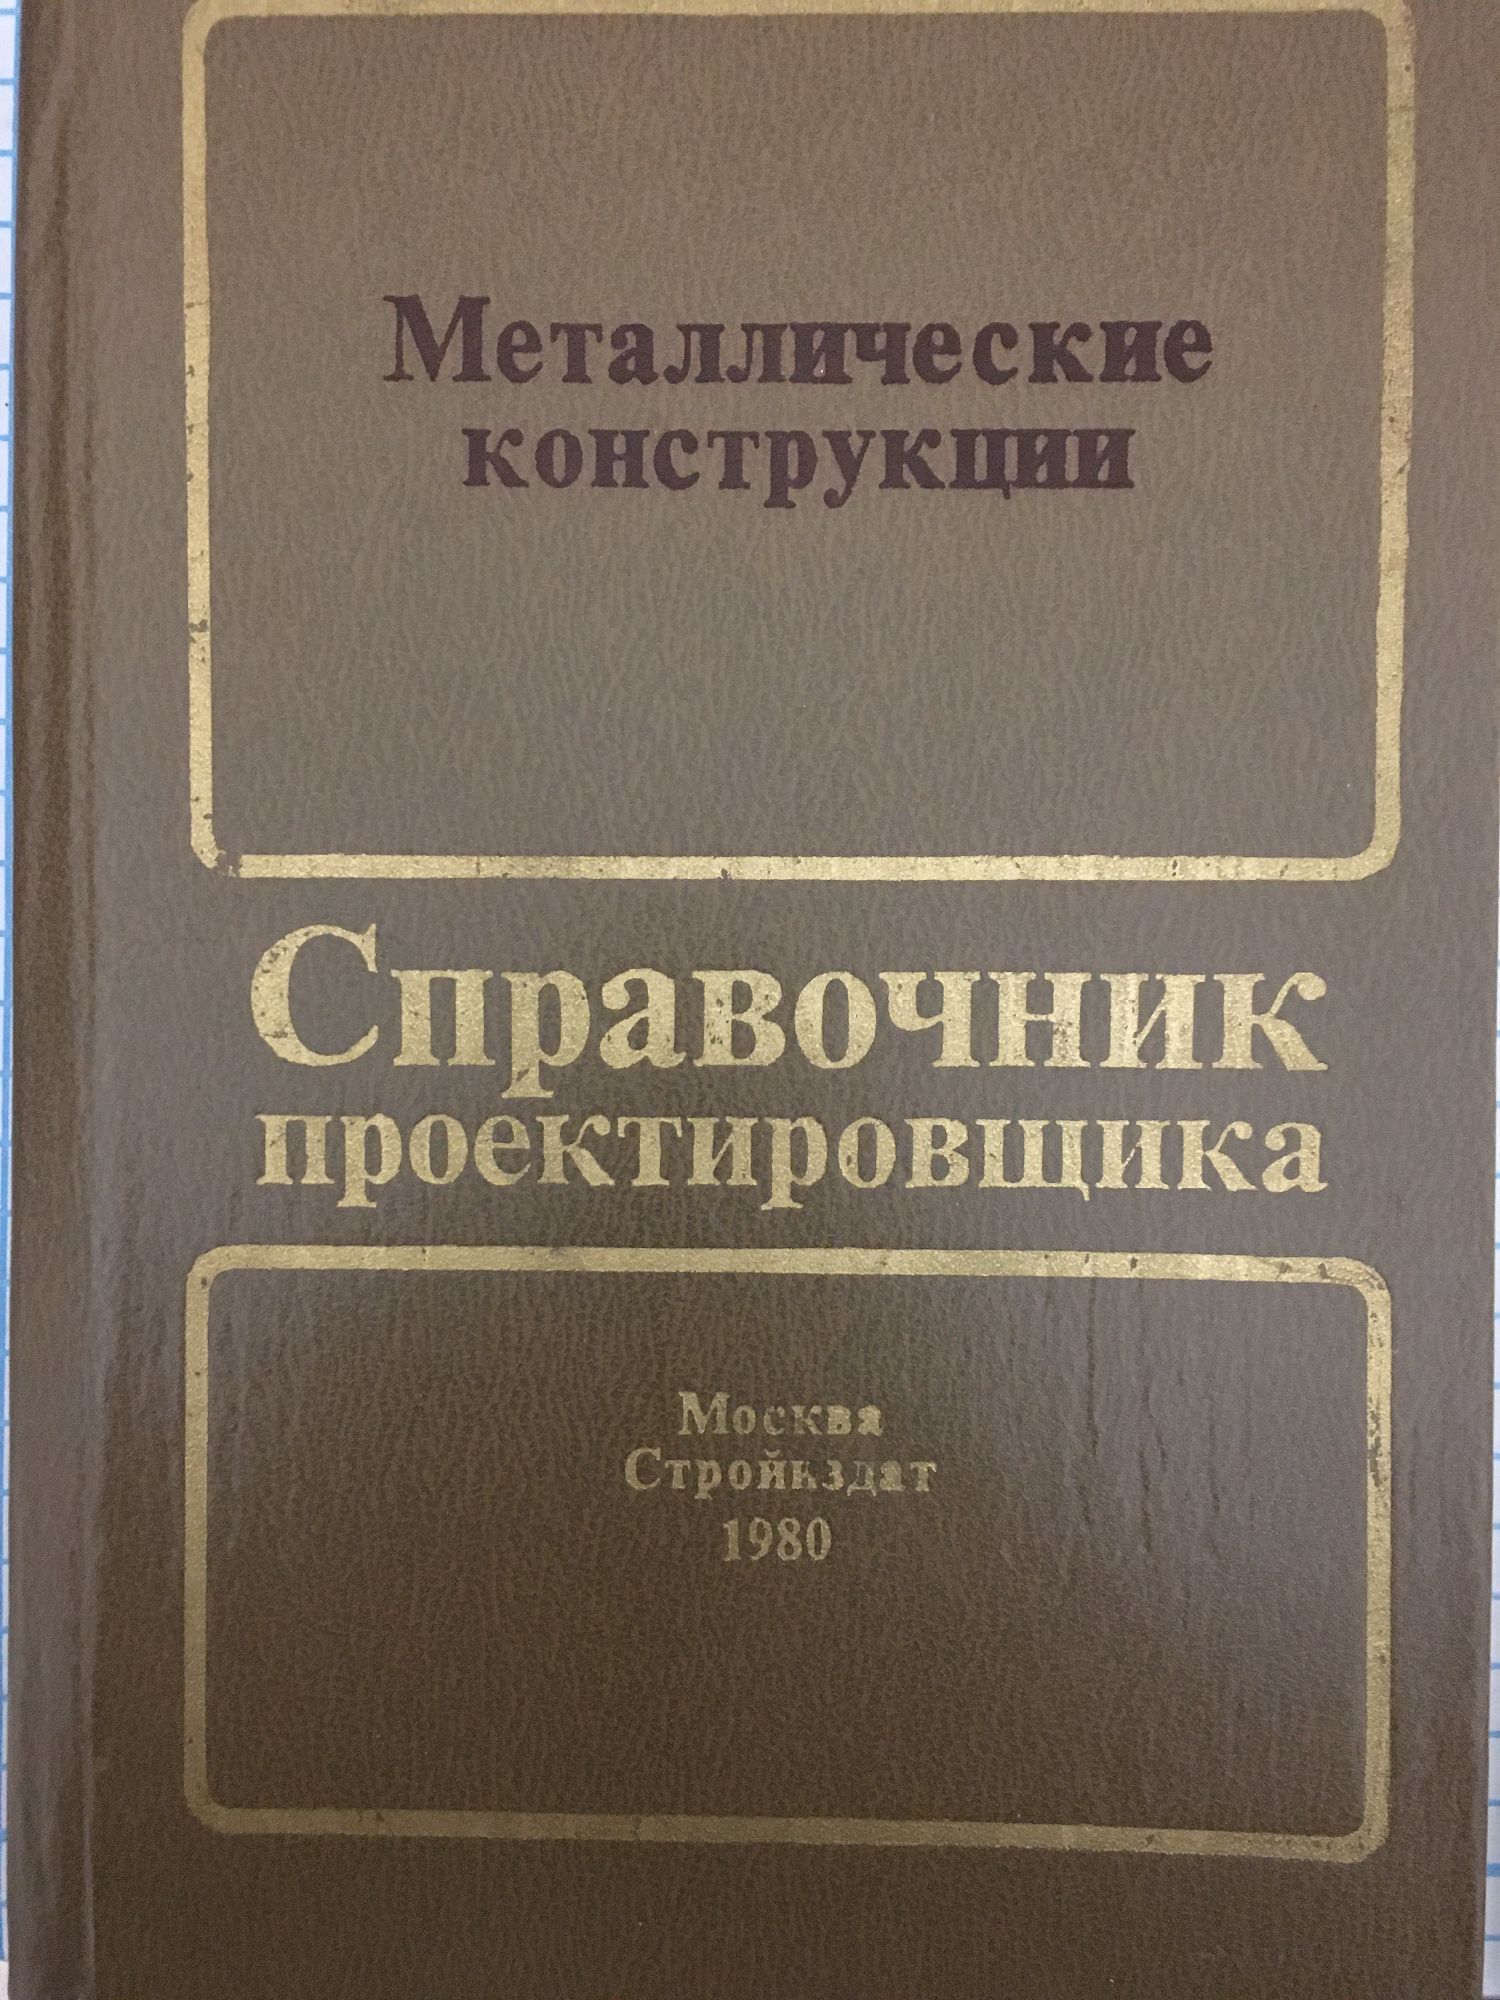 Металлические
конструкции
Справочник
проектировщика
Москва
Стройиздат
1980